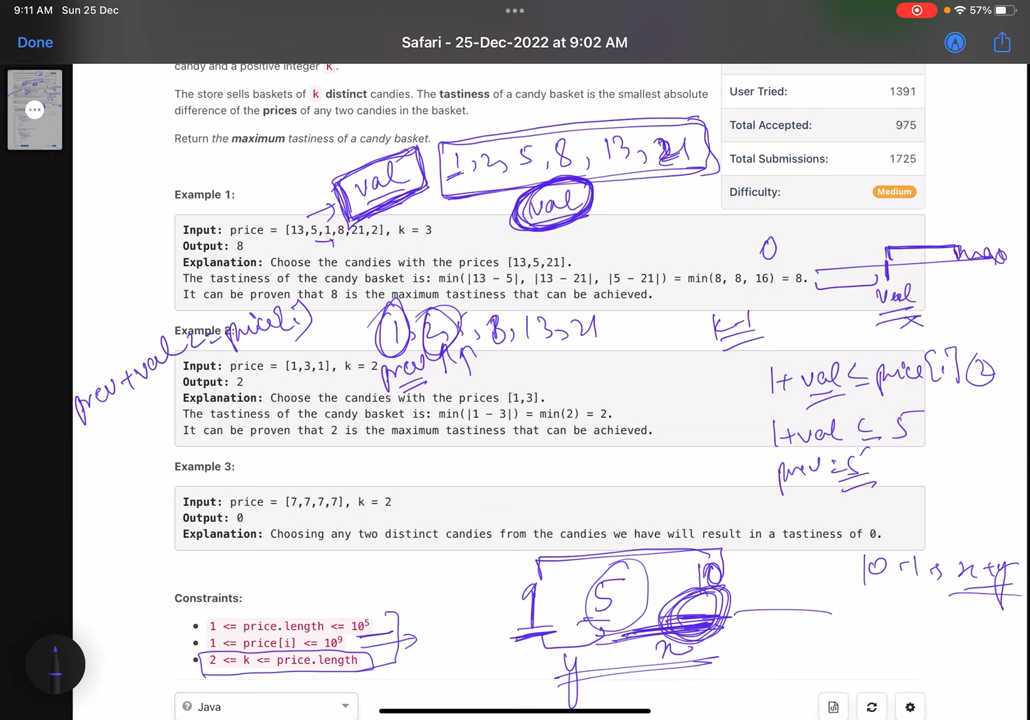 9:11 AM Sun 25 Dec
57%
Done
Safari - 25-Dec-2022 at 9:02 AM
candy and a positive integer k.
The store sells baskets of k distinct candies. The tastiness of a candy basket is the smallest absolute
difference of the prices of any two candies in the basket.
Return the maximum tastiness of a candy basket.
User Tried: 1391
Total Accepted: 975
Total Submissions: 1725
Difficulty: Medium
val
1, 2, 5, 8, 13, 21
val
Example 1:
Input: price = [13,5,1,8,21,2], k = 3
Output: 8
Explanation: Choose the candies with the prices [13,5,21].
The tastiness of the candy basket is: min(|13 - 5|, |13 - 21|, |5 - 21|) = min(8, 8, 16) = 8.
It can be proven that 8 is the maximum tastiness that can be achieved.
0
max
val
x
k-1
Example 2:
prev+val <= price[i]
1, 2, 8, 13, 21
prev
Input: price = [1,3,1], k = 2
Output: 2
Explanation: Choose the candies with the prices [1,3].
The tastiness of the candy basket is: min(|1 - 3|) = min(2) = 2.
It can be proven that 2 is the maximum tastiness that can be achieved.
1+val ≤ price[i] 2
1+val ≤ 5
prev = 5
Example 3:
Input: price = [7,7,7,7], k = 2
Output: 0
Explanation: Choosing any two distinct candies from the candies we have will result in a tastiness of 0.
5
10
x
y
10-1 = x+y
Constraints:
1 <= price.length <= 10⁵
1 <= price[i] <= 10⁹
2 <= k <= price.length
Java